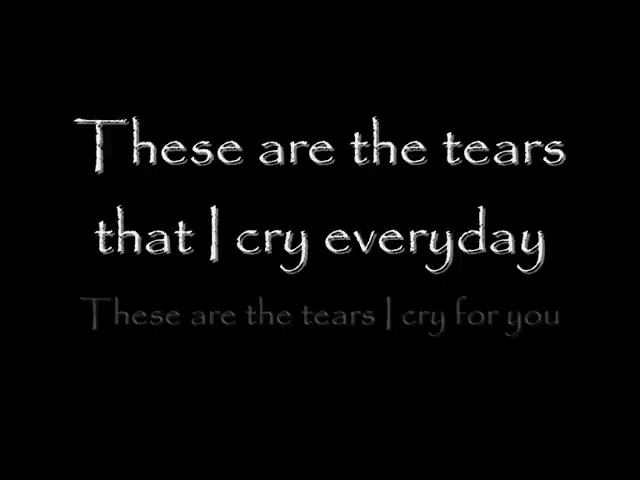 These are the tears
that I cry everyday
These are the tears I cry for you